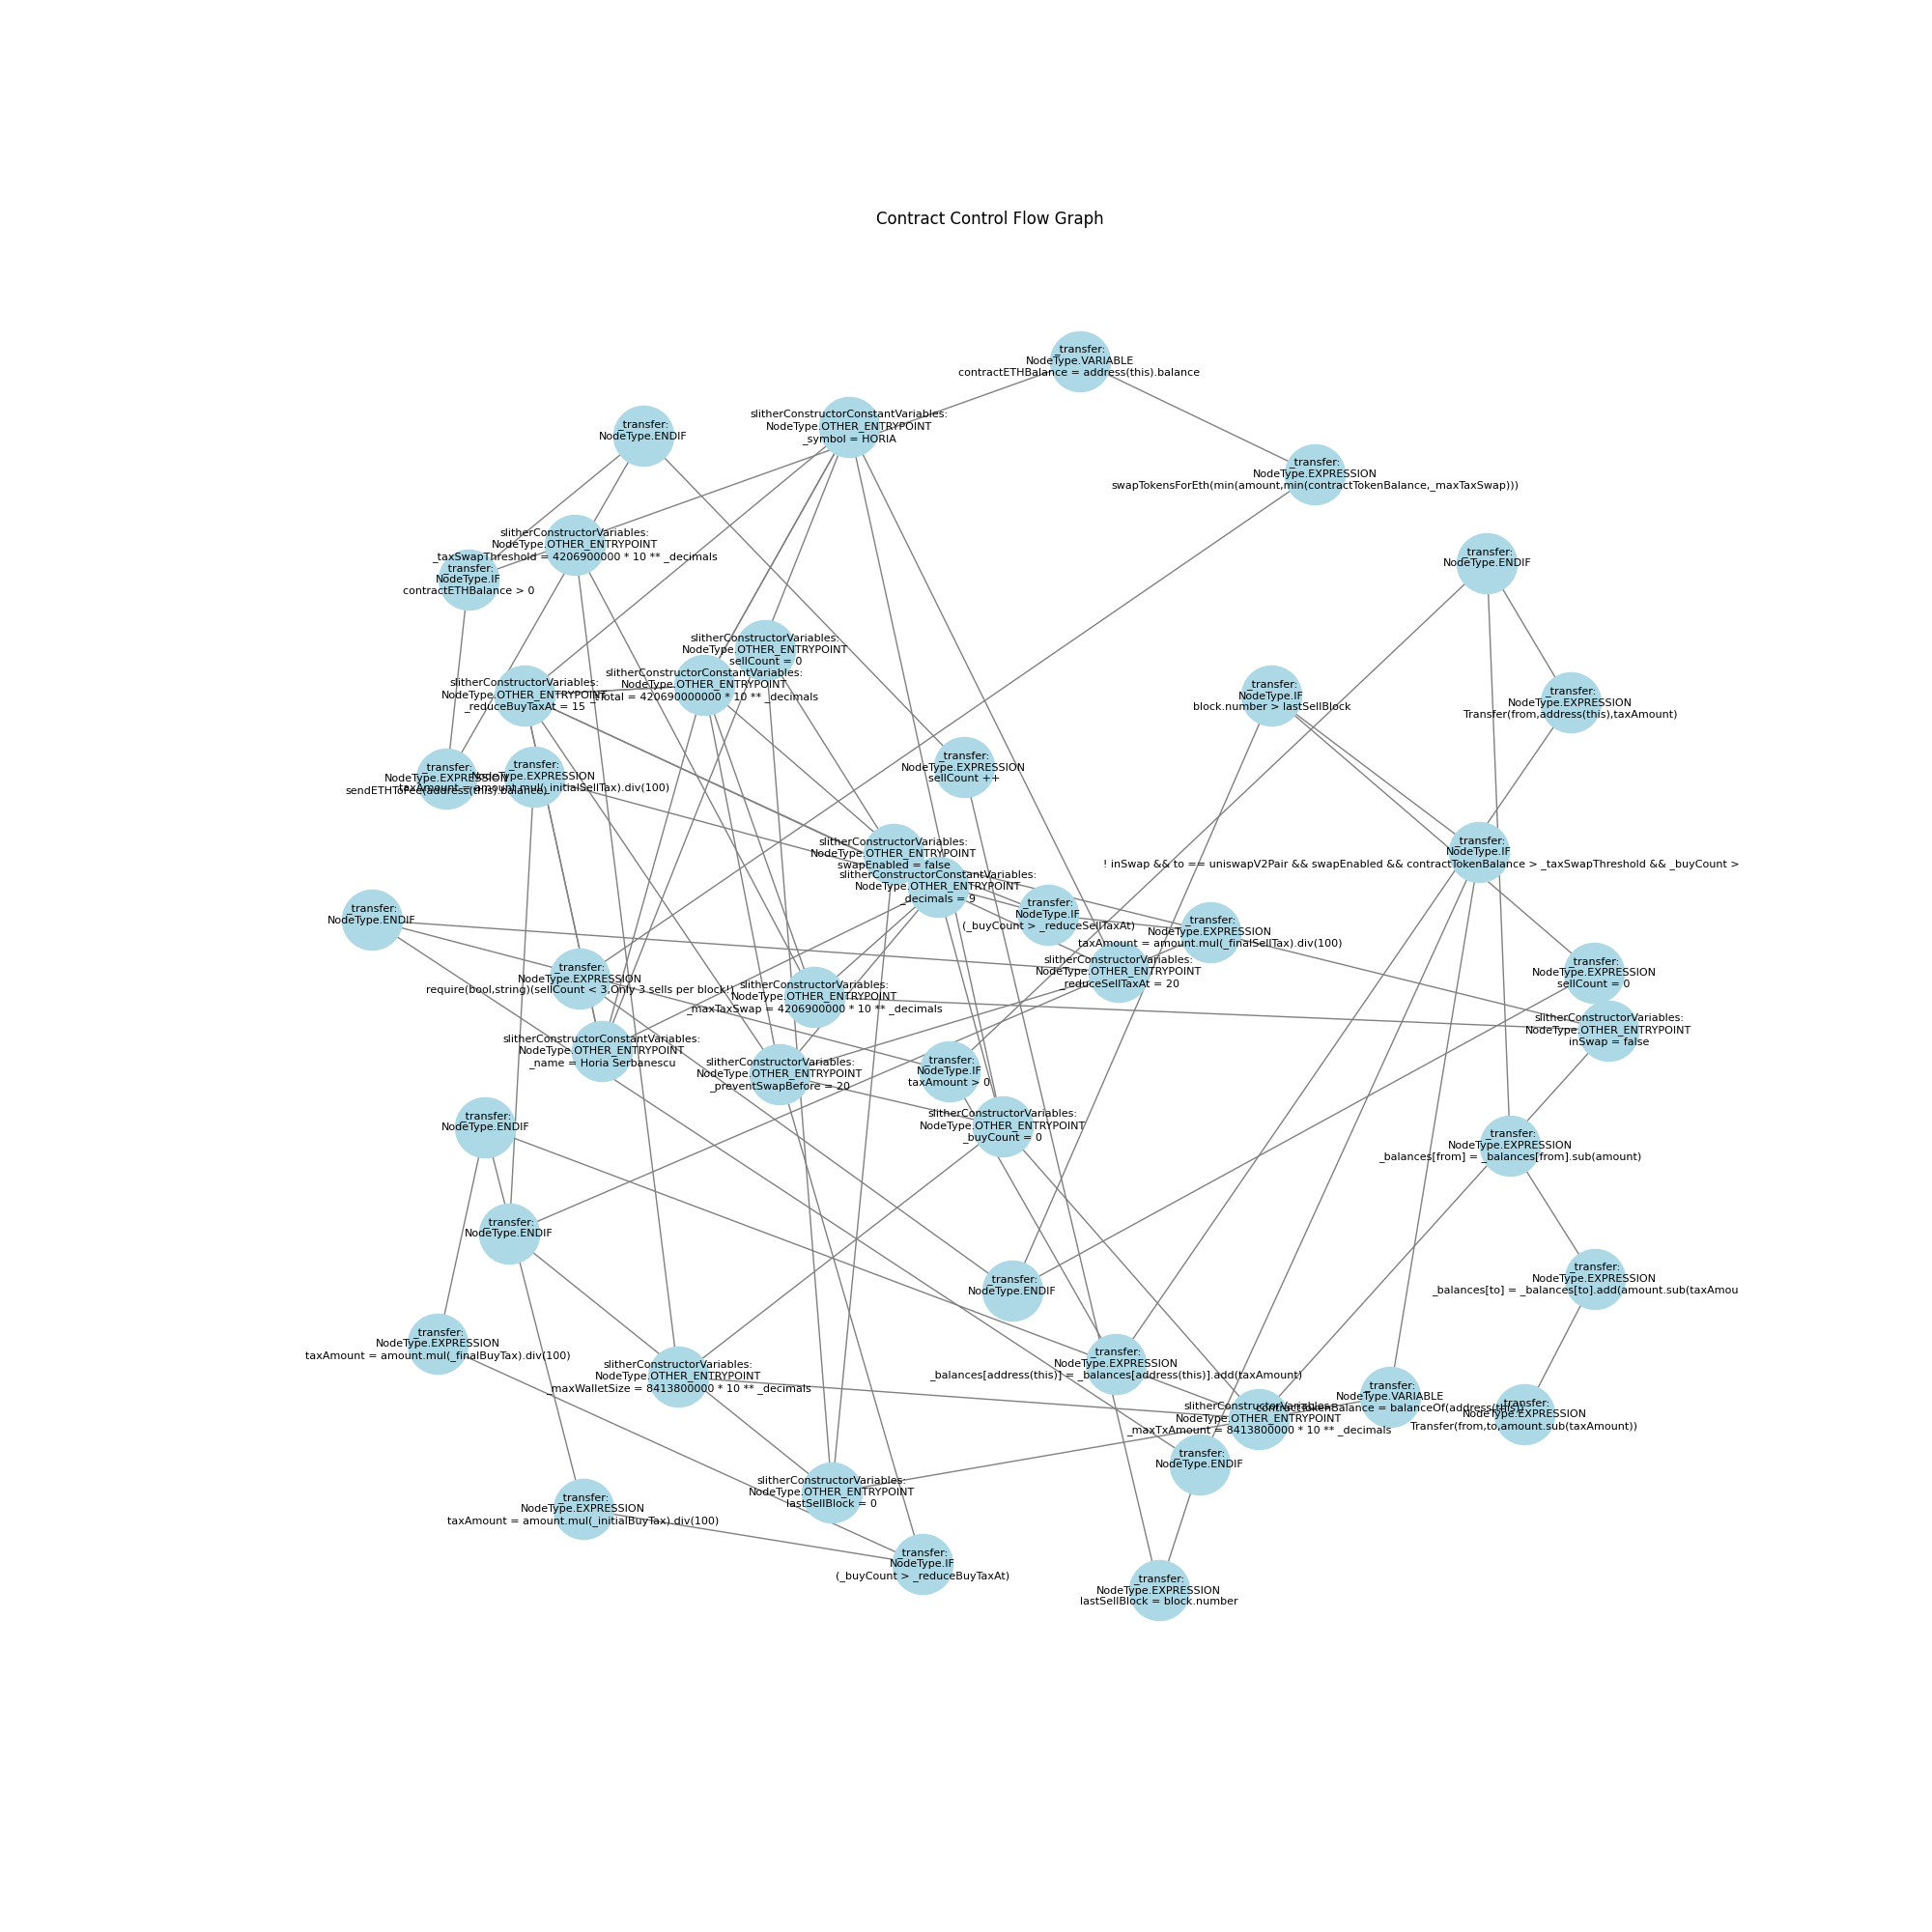 Contract Control Flow Graph
_transfer:
NodeType.VARIABLE
contractETHBalance = address(this).balance
slitherConstructorConstantVariables:
NodeType.OTHER_ENTRYPOINT
_symbol = HORIA
_transfer:
NodeType.ENDIF
_transfer:
NodeType.EXPRESSION
swapTokensForEth(min(amount,min(contractTokenBalance,_maxTaxSwap)))
slitherConstructorVariables:
NodeType.OTHER_ENTRYPOINT
_taxSwapThreshold = 4206900000 * 10 ** _decimals
_transfer:
NodeType.IF
contractETHBalance > 0
_transfer:
NodeType.ENDIF
slitherConstructorVariables:
NodeType.OTHER_ENTRYPOINT
sellCount = 0
slitherConstructorConstantVariables:
NodeType.OTHER_ENTRYPOINT
_tTotal = 420690000000 * 10 ** _decimals
slitherConstructorVariables:
NodeType.OTHER_ENTRYPOINT
_reduceBuyTaxAt = 15
_transfer:
NodeType.IF
block.number > lastSellBlock
_transfer:
NodeType.EXPRESSION
Transfer(from,address(this),taxAmount)
_transfer:
NodeType.EXPRESSION
sendETHToFee(address(this).balance)
_transfer:
NodeType.EXPRESSION
taxAmount = amount.mul(_initialSellTax).div(100)
_transfer:
NodeType.EXPRESSION
sellCount ++
_transfer:
NodeType.IF
! inSwap && to == uniswapV2Pair && swapEnabled && contractTokenBalance > _taxSwapThreshold && _buyCount >
slitherConstructorVariables:
NodeType.OTHER_ENTRYPOINT
swapEnabled = false
slitherConstructorConstantVariables:
NodeType.OTHER_ENTRYPOINT
_decimals = 9
_transfer:
NodeType.IF
(_buyCount > _reduceSellTaxAt)
_transfer:
NodeType.EXPRESSION
taxAmount = amount.mul(_finalSellTax).div(100)
_transfer:
NodeType.ENDIF
slitherConstructorVariables:
NodeType.OTHER_ENTRYPOINT
_reduceSellTaxAt = 20
_transfer:
NodeType.EXPRESSION
sellCount = 0
_transfer:
NodeType.EXPRESSION
require(bool,string)(sellCount < 3,Only 3 sells per block!)
slitherConstructorVariables:
NodeType.OTHER_ENTRYPOINT
_maxTaxSwap = 4206900000 * 10 ** _decimals
slitherConstructorVariables:
NodeType.OTHER_ENTRYPOINT
inSwap = false
slitherConstructorConstantVariables:
NodeType.OTHER_ENTRYPOINT
_name = Horia Serbanescu
slitherConstructorVariables:
NodeType.OTHER_ENTRYPOINT
_preventSwapBefore = 20
_transfer:
NodeType.IF
taxAmount > 0
_transfer:
NodeType.ENDIF
slitherConstructorVariables:
NodeType.OTHER_ENTRYPOINT
_buyCount = 0
_transfer:
NodeType.EXPRESSION
_balances[from] = _balances[from].sub(amount)
_transfer:
NodeType.ENDIF
_transfer:
NodeType.ENDIF
_transfer:
NodeType.EXPRESSION
_balances[to] = _balances[to].add(amount.sub(taxAmou
_transfer:
NodeType.EXPRESSION
taxAmount = amount.mul(_finalBuyTax).div(100)
slitherConstructorVariables:
NodeType.OTHER_ENTRYPOINT
_maxWalletSize = 8413800000 * 10 ** _decimals
_transfer:
NodeType.EXPRESSION
_balances[address(this)] = _balances[address(this)].add(taxAmount)
_transfer:
NodeType.VARIABLE
contractTokenBalance = balanceOf(address(this))
slitherConstructorVariables:
NodeType.OTHER_ENTRYPOINT
_maxTxAmount = 8413800000 * 10 ** _decimals
_transfer:
NodeType.EXPRESSION
Transfer(from,to,amount.sub(taxAmount))
_transfer:
NodeType.ENDIF
slitherConstructorVariables:
NodeType.OTHER_ENTRYPOINT
lastSellBlock = 0
_transfer:
NodeType.EXPRESSION
taxAmount = amount.mul(_initialBuyTax).div(100)
_transfer:
NodeType.IF
(_buyCount > _reduceBuyTaxAt)
_transfer:
NodeType.EXPRESSION
lastSellBlock = block.number